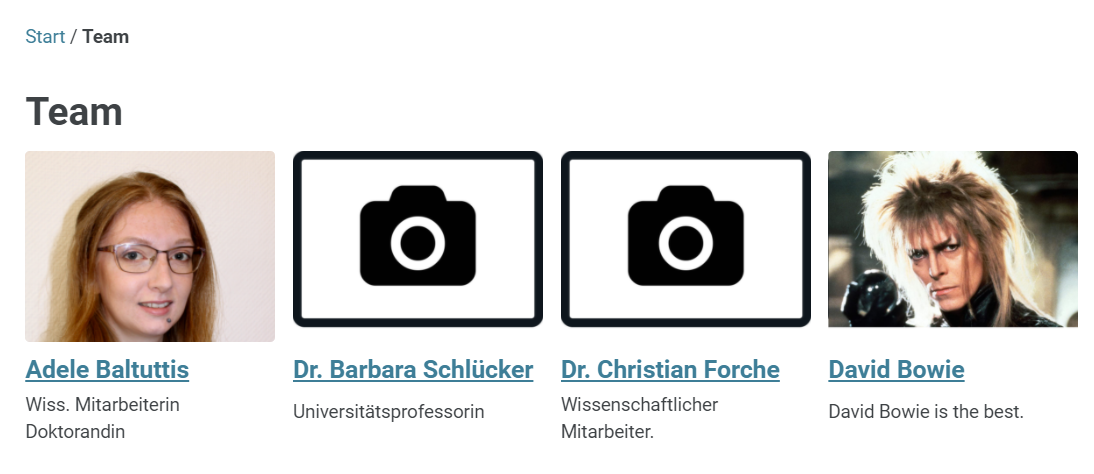 Start / Team
Team
Adele Baltuttis
Wiss. Mitarbeiterin
Doktorandin
Dr. Barbara Schlücker
Universitätsprofessorin
Dr. Christian Forche
Wissenschaftlicher
Mitarbeiter.
David Bowie
David Bowie is the best.